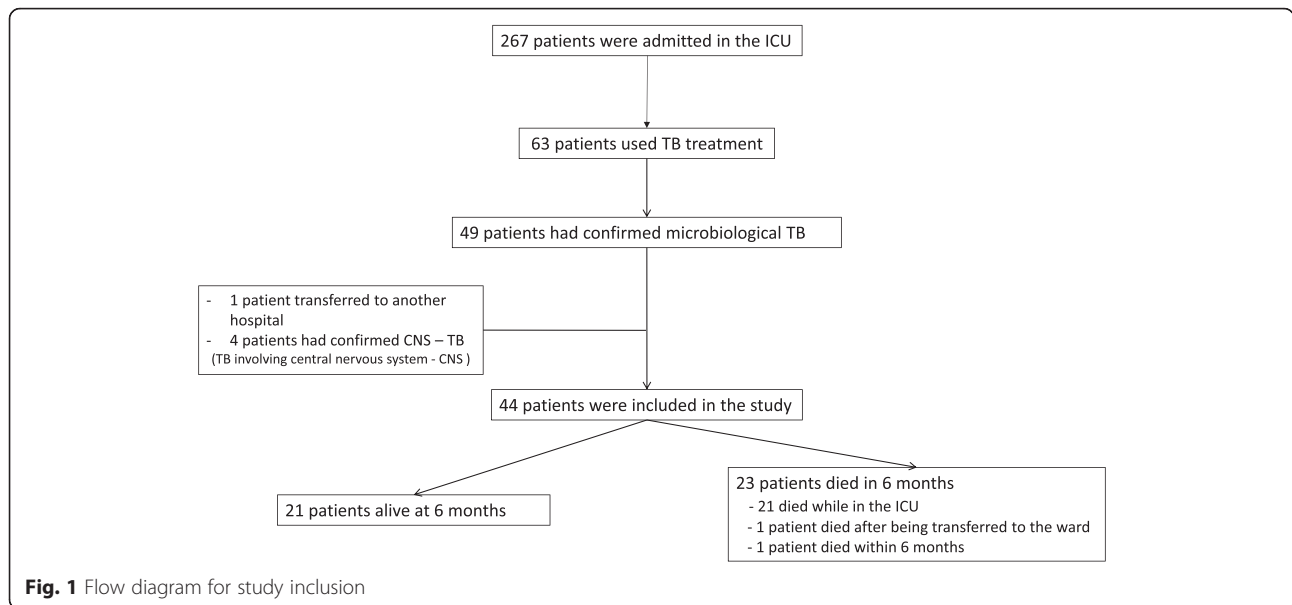 267 patients were admitted in the ICU
63 patients used TB treatment
49 patients had confirmed microbiological TB
- 1 patient transferred to another
hospital
- 4 patients had confirmed CNS – TB
(TB involving central nervous system - CNS )
44 patients were included in the study
21 patients alive at 6 months
23 patients died in 6 months
- 21 died while in the ICU
- 1 patient died after being transferred to the ward
- 1 patient died within 6 months
Fig. 1 Flow diagram for study inclusion